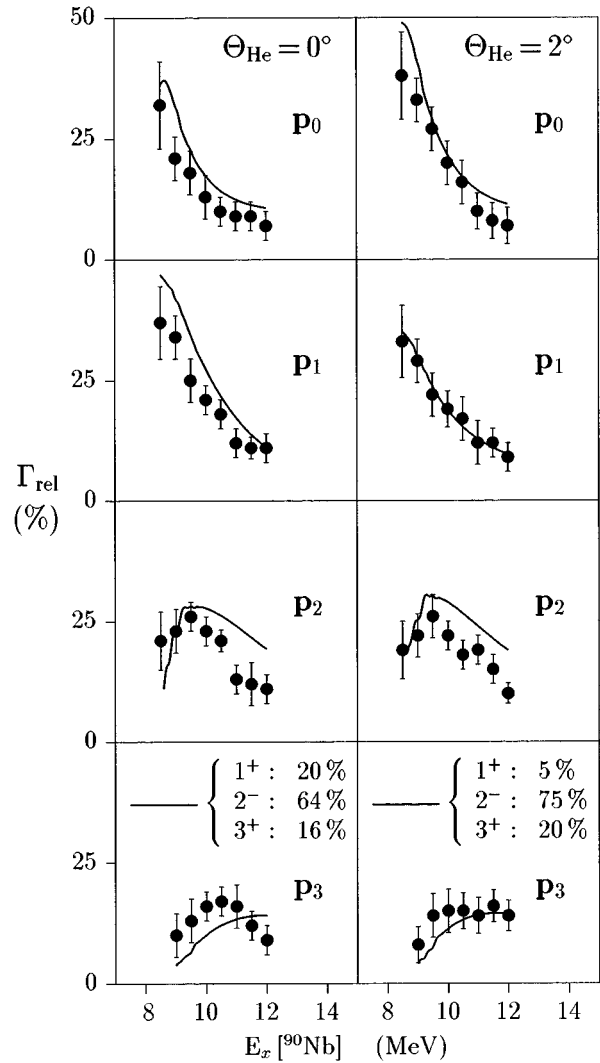 50
Θ_He = 0°
Θ_He = 2°
p₀
p₀
25
0
p₁
p₁
25
Γ_rel
(%)
0
p₂
p₂
25
0
1⁺ : 20 %
2⁻ : 64 %
3⁺ : 16 %
1⁺ : 5 %
2⁻ : 75 %
3⁺ : 20 %
25
p₃
p₃
0
8 10 12 8 10 12
E_x [⁹⁰Nb] (MeV)